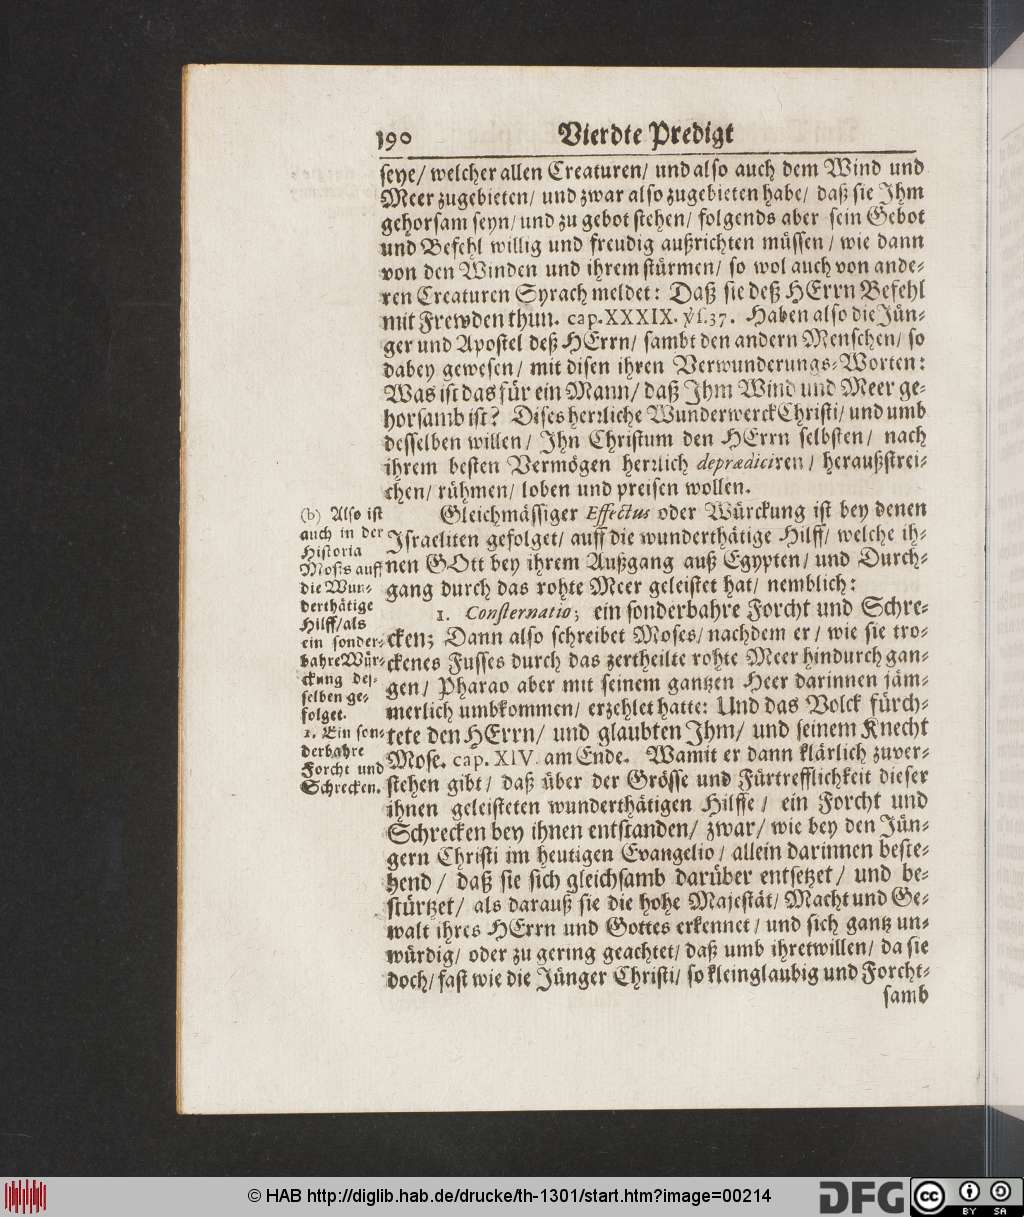 190 Vierdte Predigt
seye/ welcher allen Creaturen/ und also auch dem Wind und
Meer zugebieten/ und zwar also zugebieten habe/ daß sie Ihm
gehorsam seyn/ und zu gebot stehen/ folgends aber sein Gebot
und Befehl willig und freudig außrichten müssen/ wie dann
von den Winden und ihrem stürmen/ so wol auch von ande-
ren Creaturen Syrach meldet: Daß sie deß HErrn Befehl
mit Frewden thun. cap. XXXIX. ℣s. 37. Haben also die Jün-
ger und Apostel deß HErrn/ sambt den andern Menschen/ so
dabey gewesen/ mit disen ihren Verwunderungs-Worten:
Was ist das für ein Mann/ daß Ihm Wind und Meer ge-
horsamb ist? Dises herrliche Wunderwerck Christi/ und umb
desselben willen/ Ihn Christum den HErrn selbsten/ nach
ihrem besten Vermögen herrlich deprædiciren/ heraußstrei-
chen/ rühmen/ loben und preisen wollen.
Gleichmässiger Effectus oder Würckung ist bey denen
Israeliten gefolget/ auff die wunderthätige Hilff/ welche ih-
nen GOtt bey ihrem Außgang auß Egypten/ und Durch-
gang durch das rohte Meer geleistet hat/ nemblich:
1. Consternatio; ein sonderbahre Forcht und Schre-
cken; Dann also schreibet Moses/ nachdem er/ wie sie tro-
ckenes Fusses durch das zertheilte rohte Meer hindurch gan-
gen/ Pharao aber mit seinem gantzen Heer darinnen jäm-
merlich umbkommen/ erzehlet hatte: Und das Volck fürch-
tete den HErrn/ und glaubten Ihm/ und seinem Knecht
Mose. cap. XIV. am Ende. Wamit er dann klärlich zuver-
stehen gibt/ daß über der Grösse und Fürtrefflichkeit dieser
ihnen geleisteten wunderthätigen Hilffe/ ein Forcht und
Schrecken bey ihnen entstanden/ zwar/ wie bey den Jün-
gern Christi im heutigen Evangelio/ allein darinnen beste-
hend/ daß sie sich gleichsamb darüber entsetzet/ und be-
stürtzet/ als darauß sie die hohe Majestät/ Macht und Ge-
walt ihres HErrn und Gottes erkennet/ und sich gantz un-
würdig/ oder zu gering geachtet/ daß umb ihretwillen/ da sie
doch/ fast wie die Jünger Christi/ so kleinglaubig und Forcht-
samb
(b) Also ist
auch in der
Historia
Mosis auff
die Wun-
derthätige
Hilff/ als
ein sonder-
bahre Wür-
ckung des-
selben ge-
folget.
1. Ein son-
derbahre
Forcht und
Schrecken.
© HAB http://diglib.hab.de/drucke/th-1301/start.htm?image=00214
DFG
cc BY SA